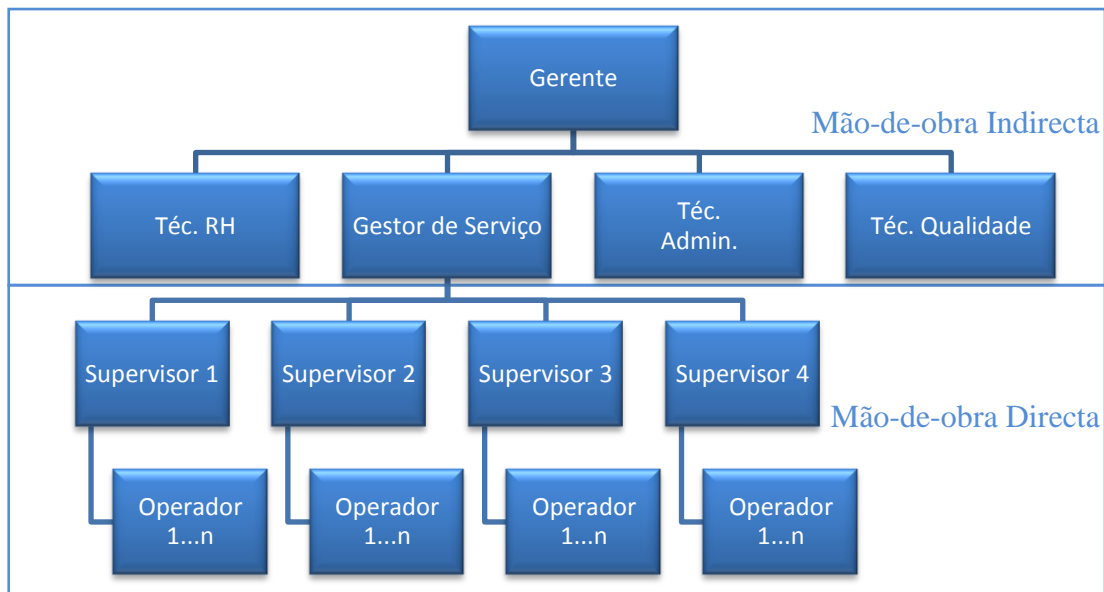 Gerente
Mão-de-obra Indirecta
Téc. RH
Gestor de Serviço
Téc.
Admin.
Téc. Qualidade
Supervisor 1
Supervisor 2
Supervisor 3
Supervisor 4
Mão-de-obra Directa
Operador
1...n
Operador
1...n
Operador
1...n
Operador
1...n